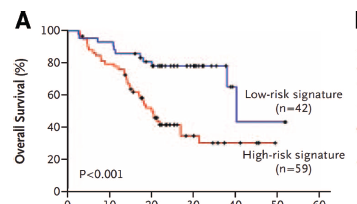 A
100
80
60
40
20
0
Overall Survival (%)
Low-risk signature
(n=42)
High-risk signature
(n=59)
P<0.001
0 10 20 30 40 50 60